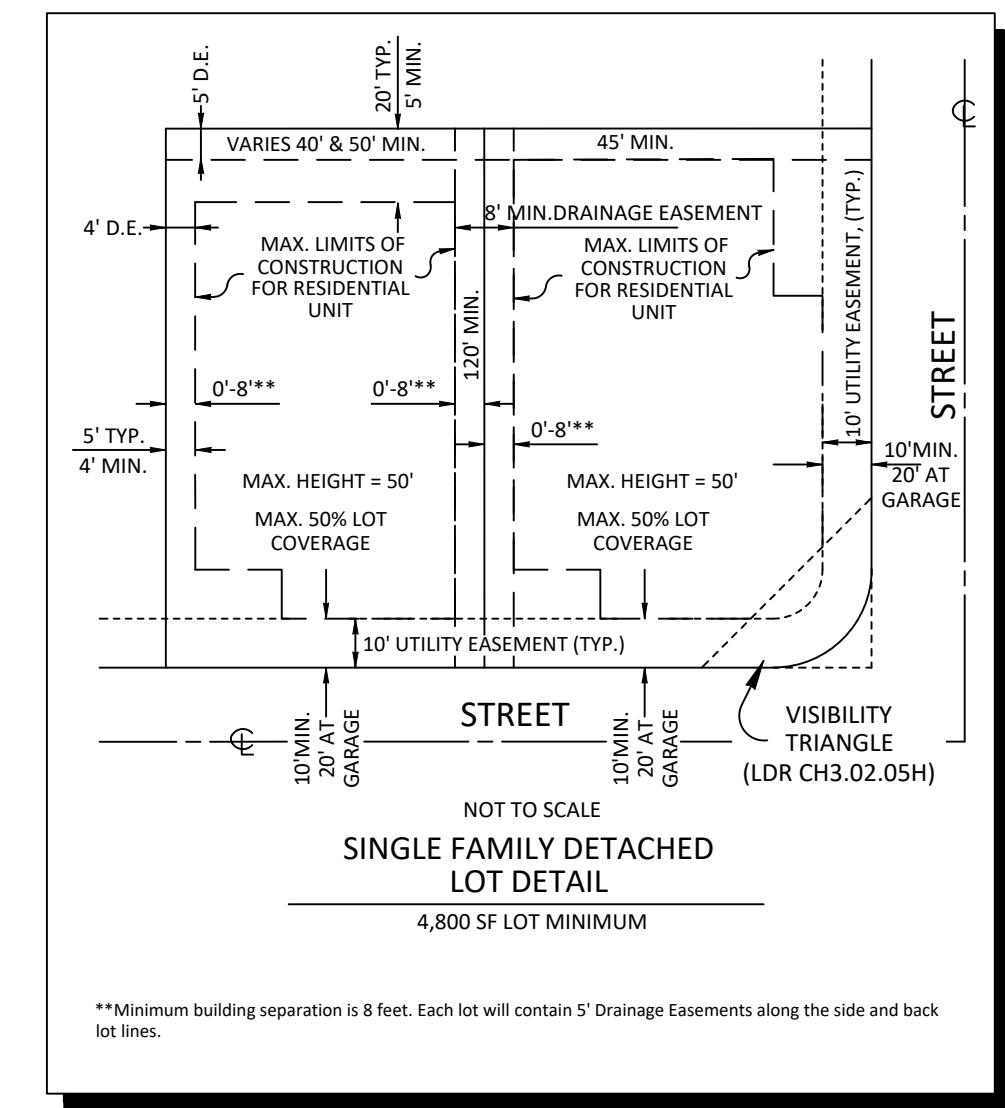 5' D.E.
20' TYP.
5' MIN.
℄
VARIES 40' & 50' MIN.
45' MIN.
4' D.E.
8' MIN.DRAINAGE EASEMENT
MAX. LIMITS OF
CONSTRUCTION
FOR RESIDENTIAL
UNIT
MAX. LIMITS OF
CONSTRUCTION
FOR RESIDENTIAL
UNIT
120' MIN.
10' UTILITY EASEMENT, (TYP.)
STREET
0'-8'**
0'-8'**
0'-8'**
5' TYP.
4' MIN.
10'MIN.
20' AT
GARAGE
MAX. HEIGHT = 50'
MAX. 50% LOT
COVERAGE
MAX. HEIGHT = 50'
MAX. 50% LOT
COVERAGE
10' UTILITY EASEMENT (TYP.)
STREET
℄
10'MIN.
20' AT
GARAGE
10'MIN.
20' AT
GARAGE
VISIBILITY
TRIANGLE
(LDR CH3.02.05H)
NOT TO SCALE
SINGLE FAMILY DETACHED
LOT DETAIL
4,800 SF LOT MINIMUM
**Minimum building separation is 8 feet. Each lot will contain 5' Drainage Easements along the side and back
lot lines.